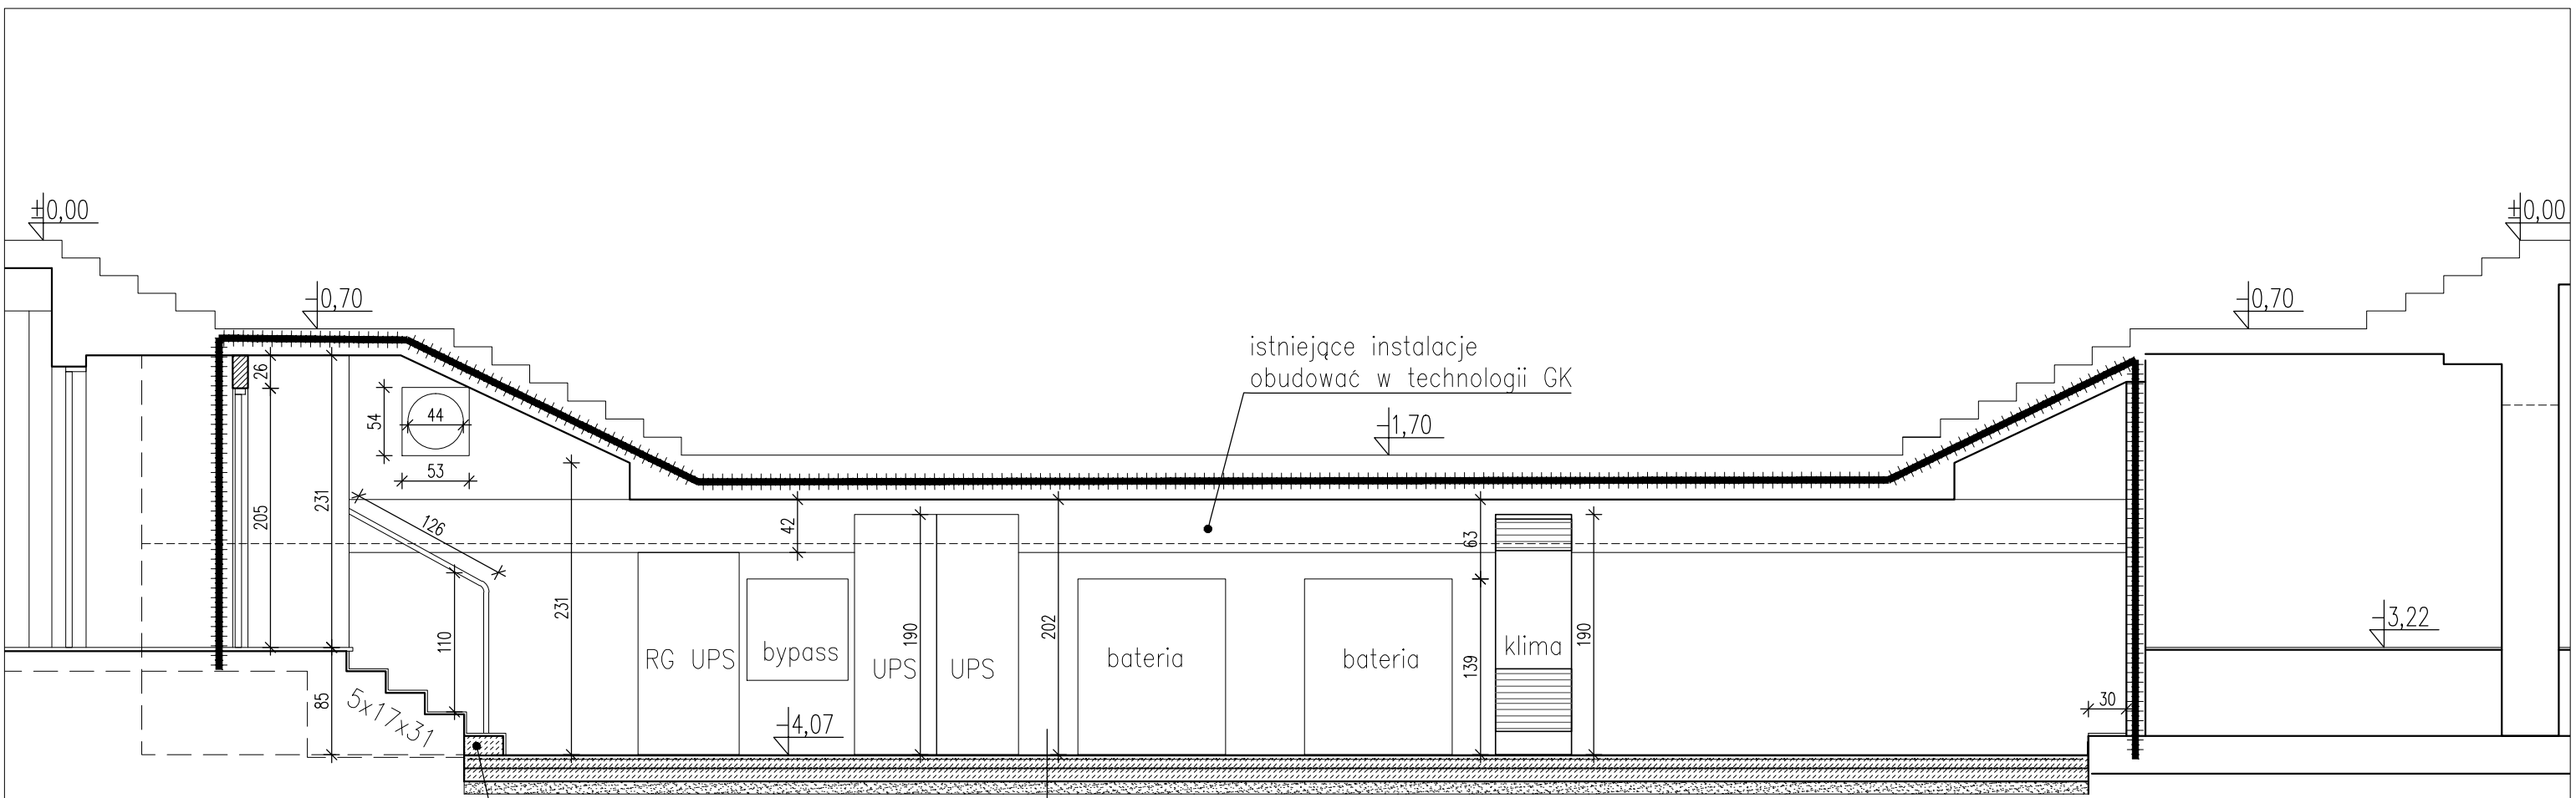 ±0,00
±0,00
-0,70
-0,70
istniejące instalacje
obudować w technologii GK
26
54
44
-1,70
53
231
205
126
42
63
231
110
190
202
139
190
-3,22
RG UPS
bypass
UPS
UPS
bateria
bateria
klima
85
5x17x31
-4,07
30